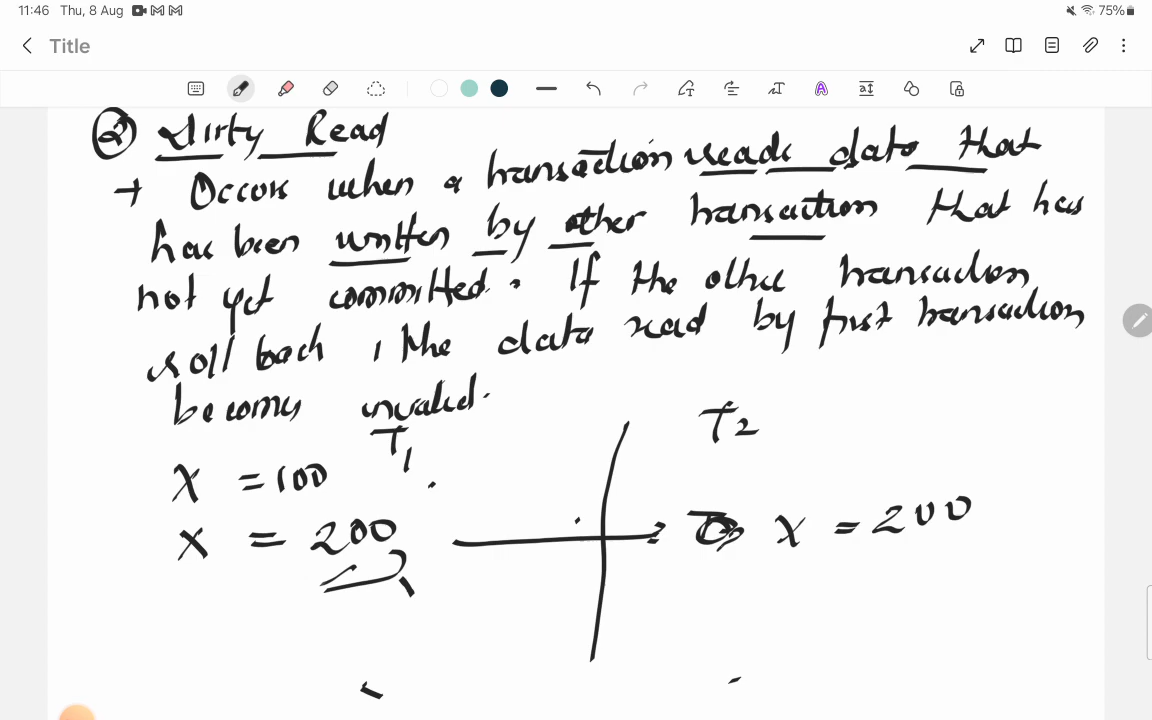 11:46 Thu, 8 Aug 75%
Title
② Dirty Read
→ Occurs when a transaction reads data that
has been written by other transaction that has
not yet committed. If the other transaction
roll back, the data read by first transaction
becomes invalid.
T1 T2
X = 100
X = 200 X = 200